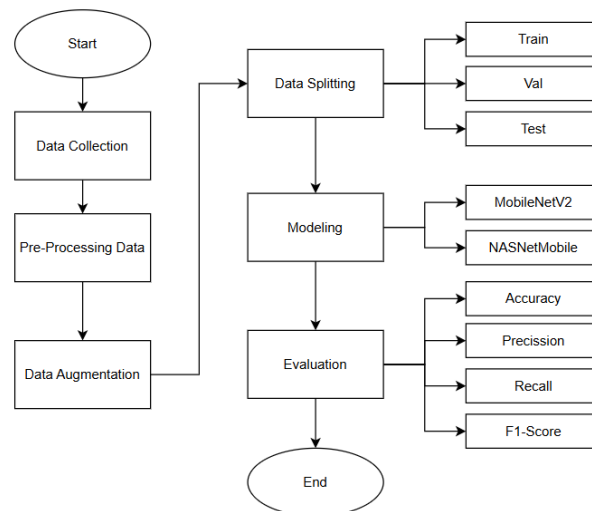 Start
Data Collection
Pre-Processing Data
Data Augmentation
Data Splitting
Train
Val
Test
Modeling
MobileNetV2
NASNetMobile
Evaluation
Accuracy
Precission
Recall
F1-Score
End